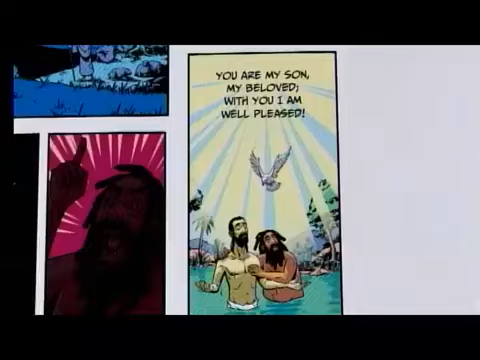 YOU ARE MY SON,
MY BELOVED;
WITH YOU I AM
WELL PLEASED!